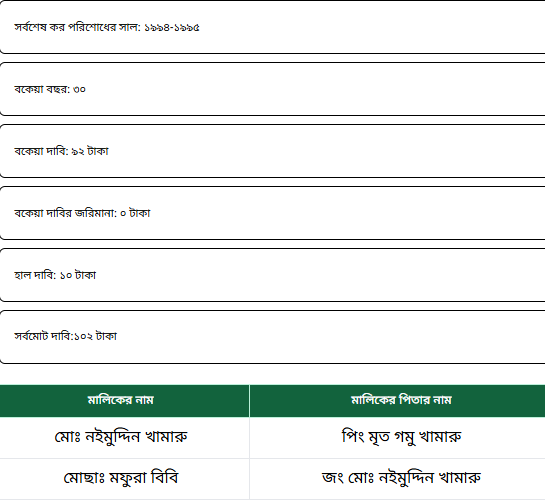 সর্বশেষ কর পরিশোধের সাল: ১৯৯৪-১৯৯৫
বকেয়া বছর: ৩০
বকেয়া দাবি: ৯২ টাকা
বকেয়া দাবির জরিমানা: ০ টাকা
হাল দাবি: ১০ টাকা
সর্বমোট দাবি:১০২ টাকা
মালিকের নাম মালিকের পিতার নাম
মোঃ নইমুদ্দিন খামারু পিং মৃত গমু খামারু
মোছাঃ মফুরা বিবি জং মোঃ নইমুদ্দিন খামারু